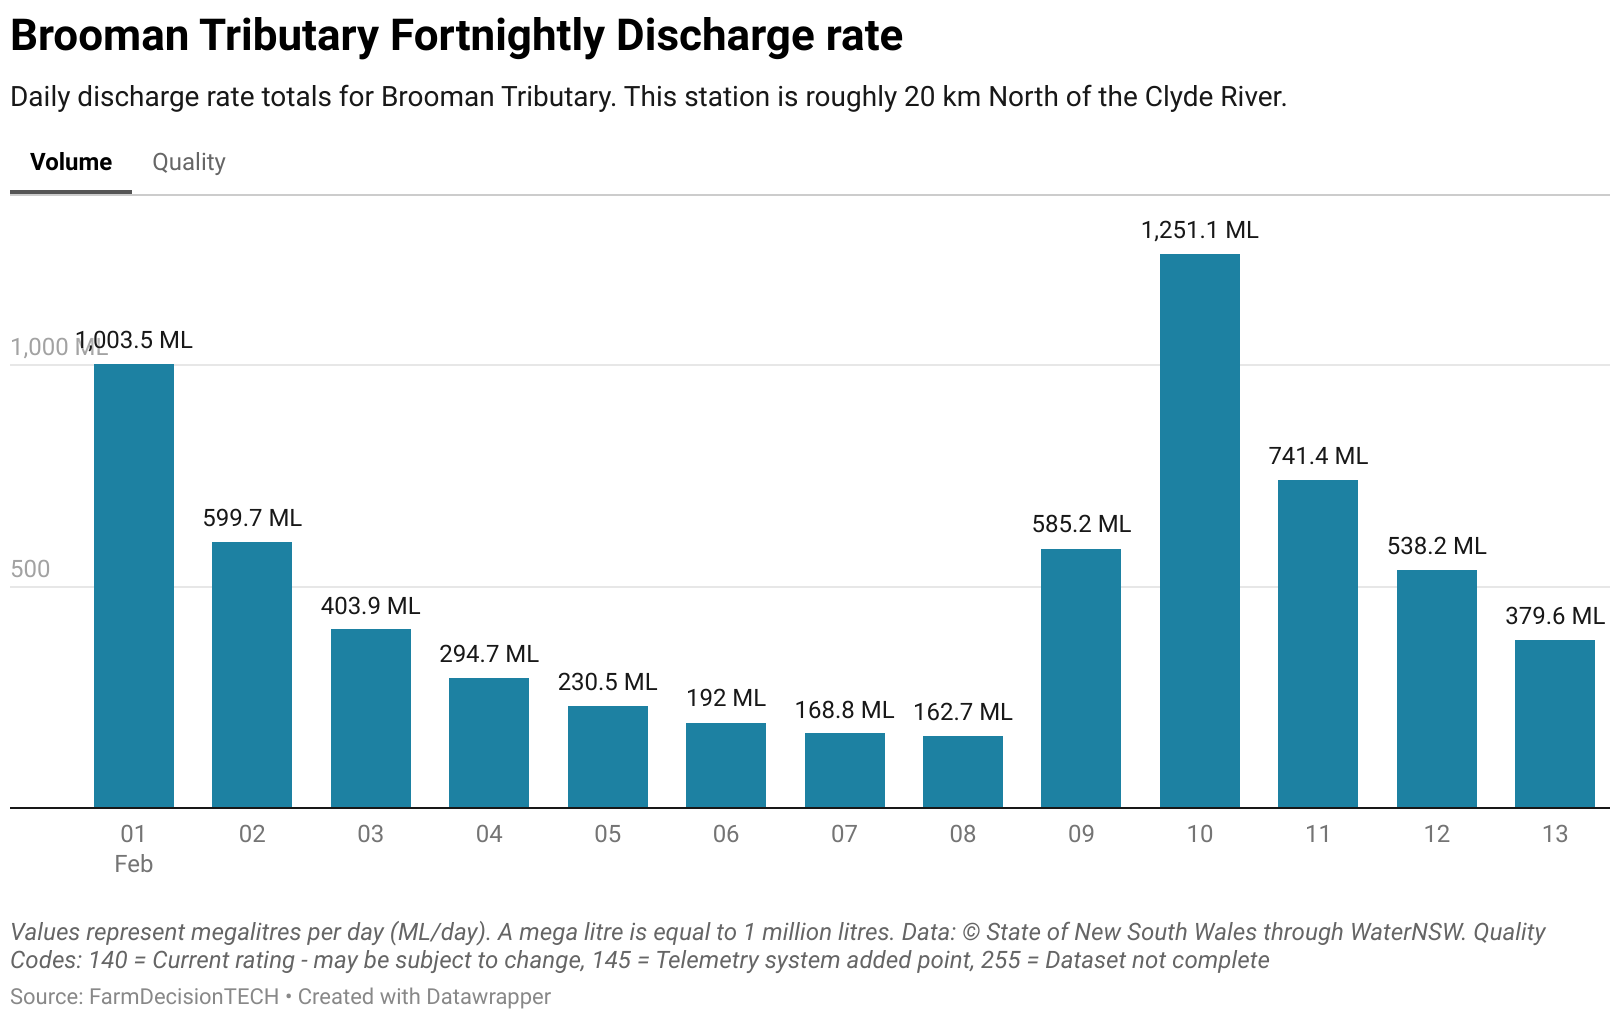 Brooman Tributary Fortnightly Discharge rate
Daily discharge rate totals for Brooman Tributary. This station is roughly 20 km North of the Clyde River.
Volume Quality
1,251.1 ML
1,003.5 ML
1,000 ML
741.4 ML
599.7 ML
585.2 ML
538.2 ML
500
403.9 ML
379.6 ML
294.7 ML
230.5 ML
192 ML
168.8 ML
162.7 ML
01 02 03 04 05 06 07 08 09 10 11 12 13
Feb
Values represent megalitres per day (ML/day). A mega litre is equal to 1 million litres. Data: © State of New South Wales through WaterNSW. Quality
Codes: 140 = Current rating - may be subject to change, 145 = Telemetry system added point, 255 = Dataset not complete
Source: FarmDecisionTECH • Created with Datawrapper